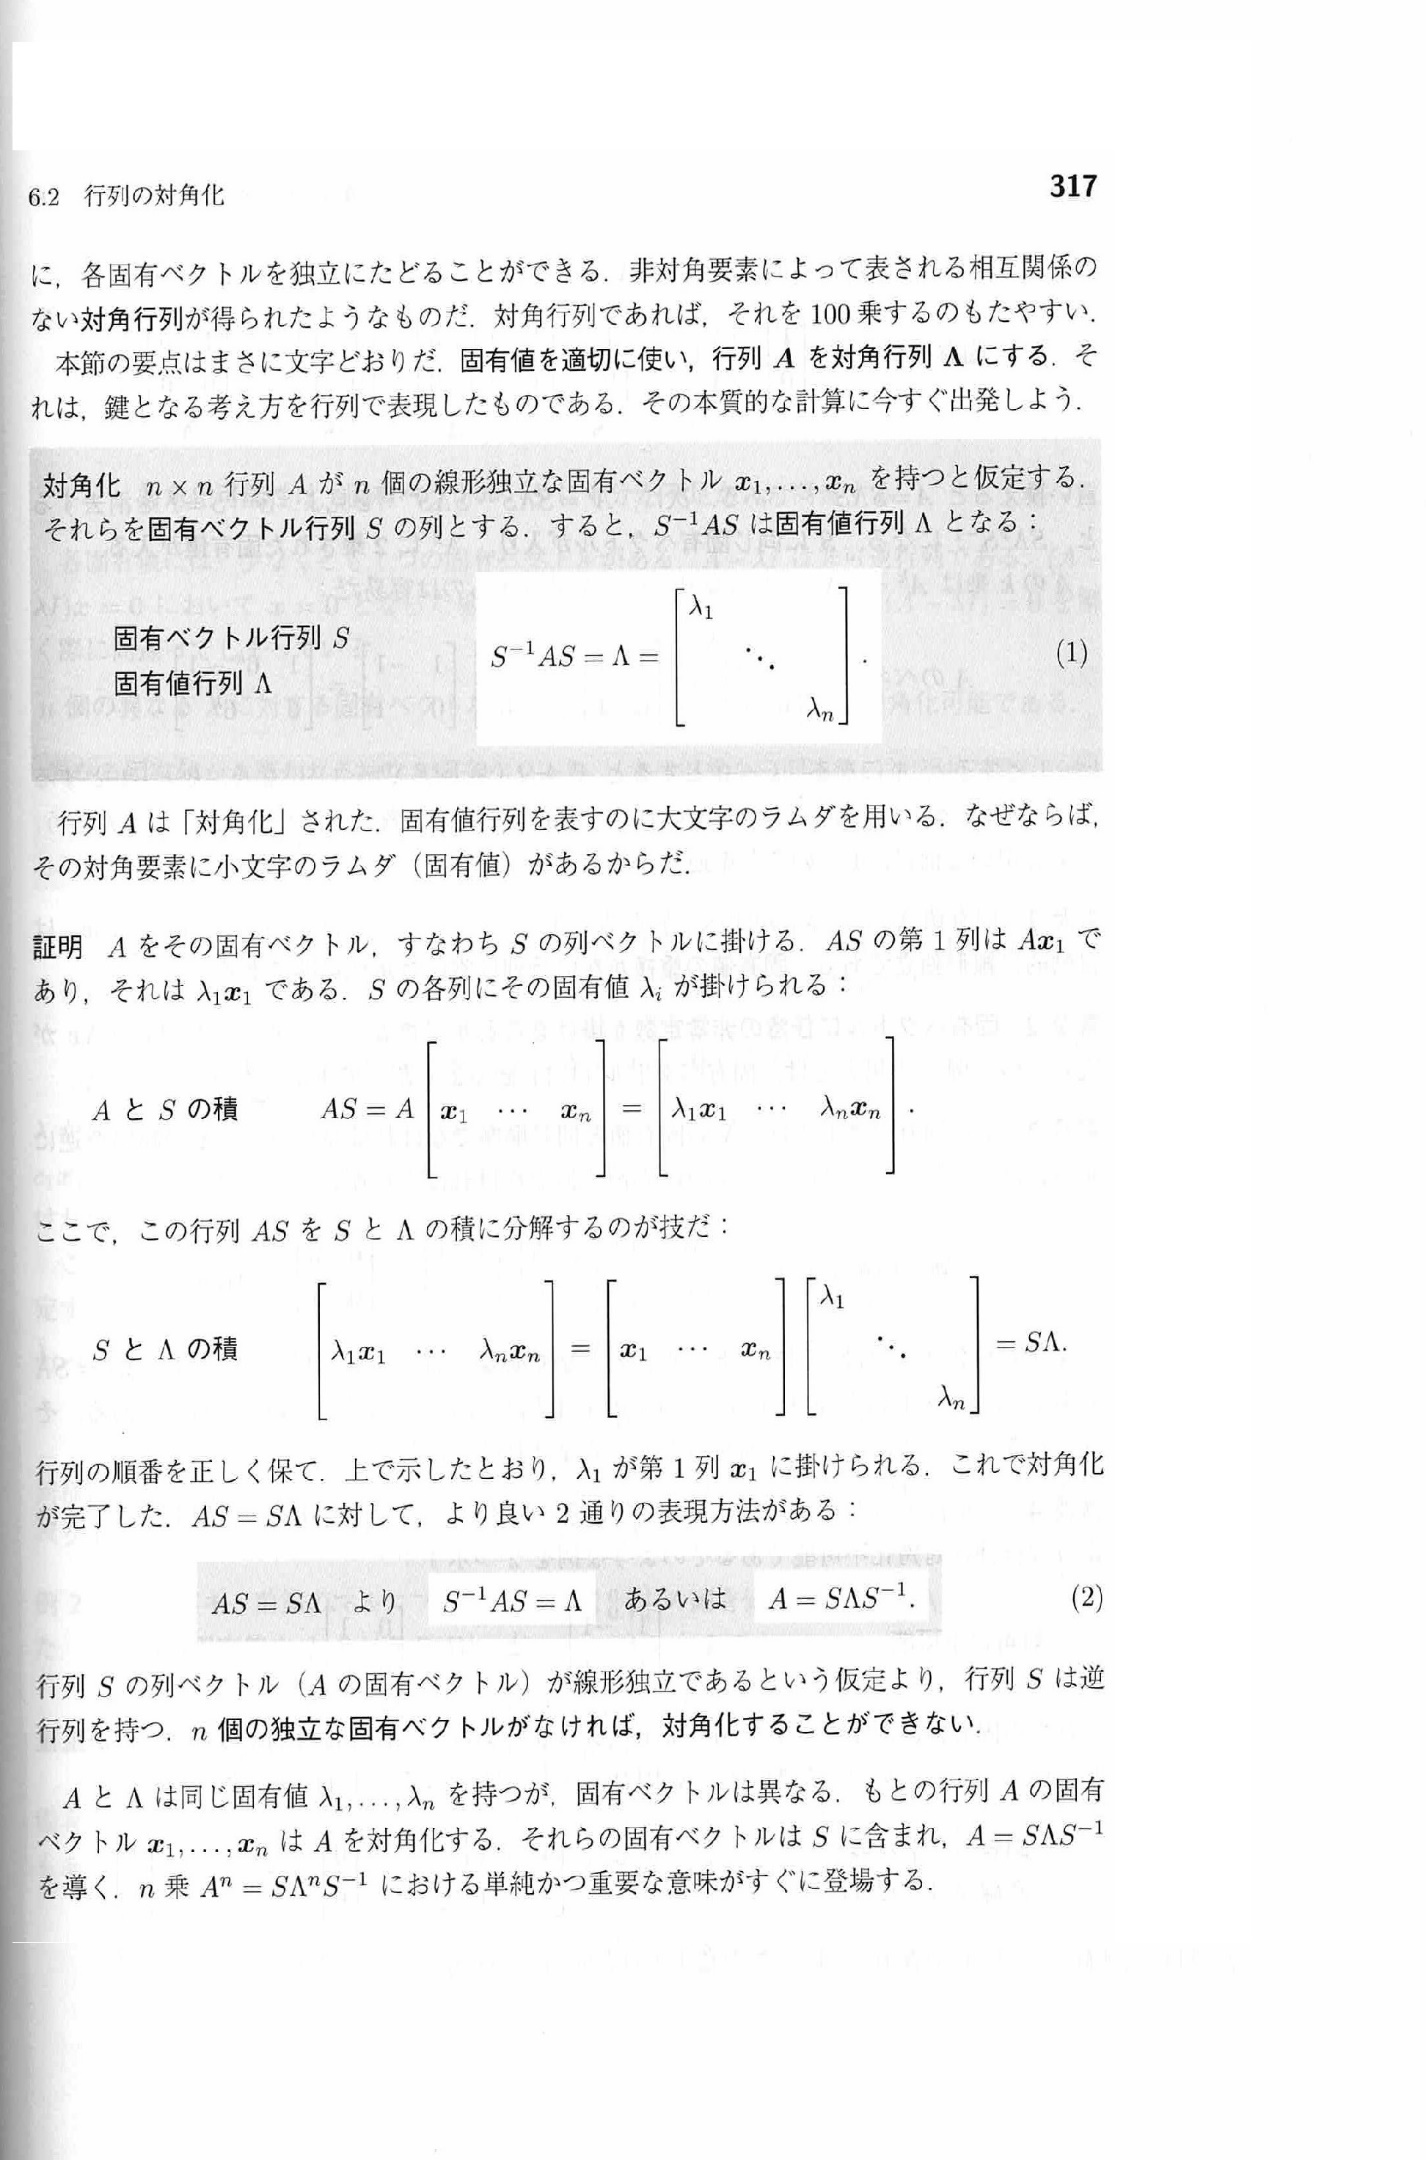 6.2 行列の対角化 317
に，各固有ベクトルを独立にたどることができる．非対角要素によって表される相互関係の
ない対角行列が得られたようなものだ．対角行列であれば，それを 100 乗するのもたやすい．
本節の要点はまさに文字どおりだ．固有値を適切に使い，行列 A を対角行列 Λ にする．そ
れは，鍵となる考え方を行列で表現したものである．その本質的な計算に今すぐ出発しよう．
対角化 n × n 行列 A が n 個の線形独立な固有ベクトル x₁,…,xₙ を持つと仮定する．
それらを固有ベクトル行列 S の列とする．すると，S⁻¹AS は固有値行列 Λ となる：
固有ベクトル行列 S
固有値行列 Λ
S⁻¹AS = Λ = [λ₁ ⋱ λₙ]． (1)
行列 A は「対角化」された．固有値行列を表すのに大文字のラムダを用いる．なぜならば，
その対角要素に小文字のラムダ（固有値）があるからだ．
証明 A をその固有ベクトル，すなわち S の列ベクトルに掛ける．AS の第 1 列は Ax₁ で
あり，それは λ₁x₁ である．S の各列にその固有値 λᵢ が掛けられる：
A と S の積 AS = A [x₁ ⋯ xₙ] = [λ₁x₁ ⋯ λₙxₙ]．
ここで，この行列 AS を S と Λ の積に分解するのが技だ：
S と Λ の積 [λ₁x₁ ⋯ λₙxₙ] = [x₁ ⋯ xₙ] [λ₁ ⋱ λₙ] = SΛ.
行列の順番を正しく保て．上で示したとおり，λ₁ が第 1 列 x₁ に掛けられる．これで対角化
が完了した．AS = SΛ に対して，より良い 2 通りの表現方法がある：
AS = SΛ より S⁻¹AS = Λ あるいは A = SΛS⁻¹. (2)
行列 S の列ベクトル（A の固有ベクトル）が線形独立であるという仮定より，行列 S は逆
行列を持つ．n 個の独立な固有ベクトルがなければ，対角化することができない．
A と Λ は同じ固有値 λ₁,…,λₙ を持つが，固有ベクトルは異なる．もとの行列 A の固有
ベクトル x₁,…,xₙ は A を対角化する．それらの固有ベクトルは S に含まれ，A = SΛS⁻¹
を導く．n 乗 Aⁿ = SΛⁿS⁻¹ における単純かつ重要な意味がすぐに登場する．